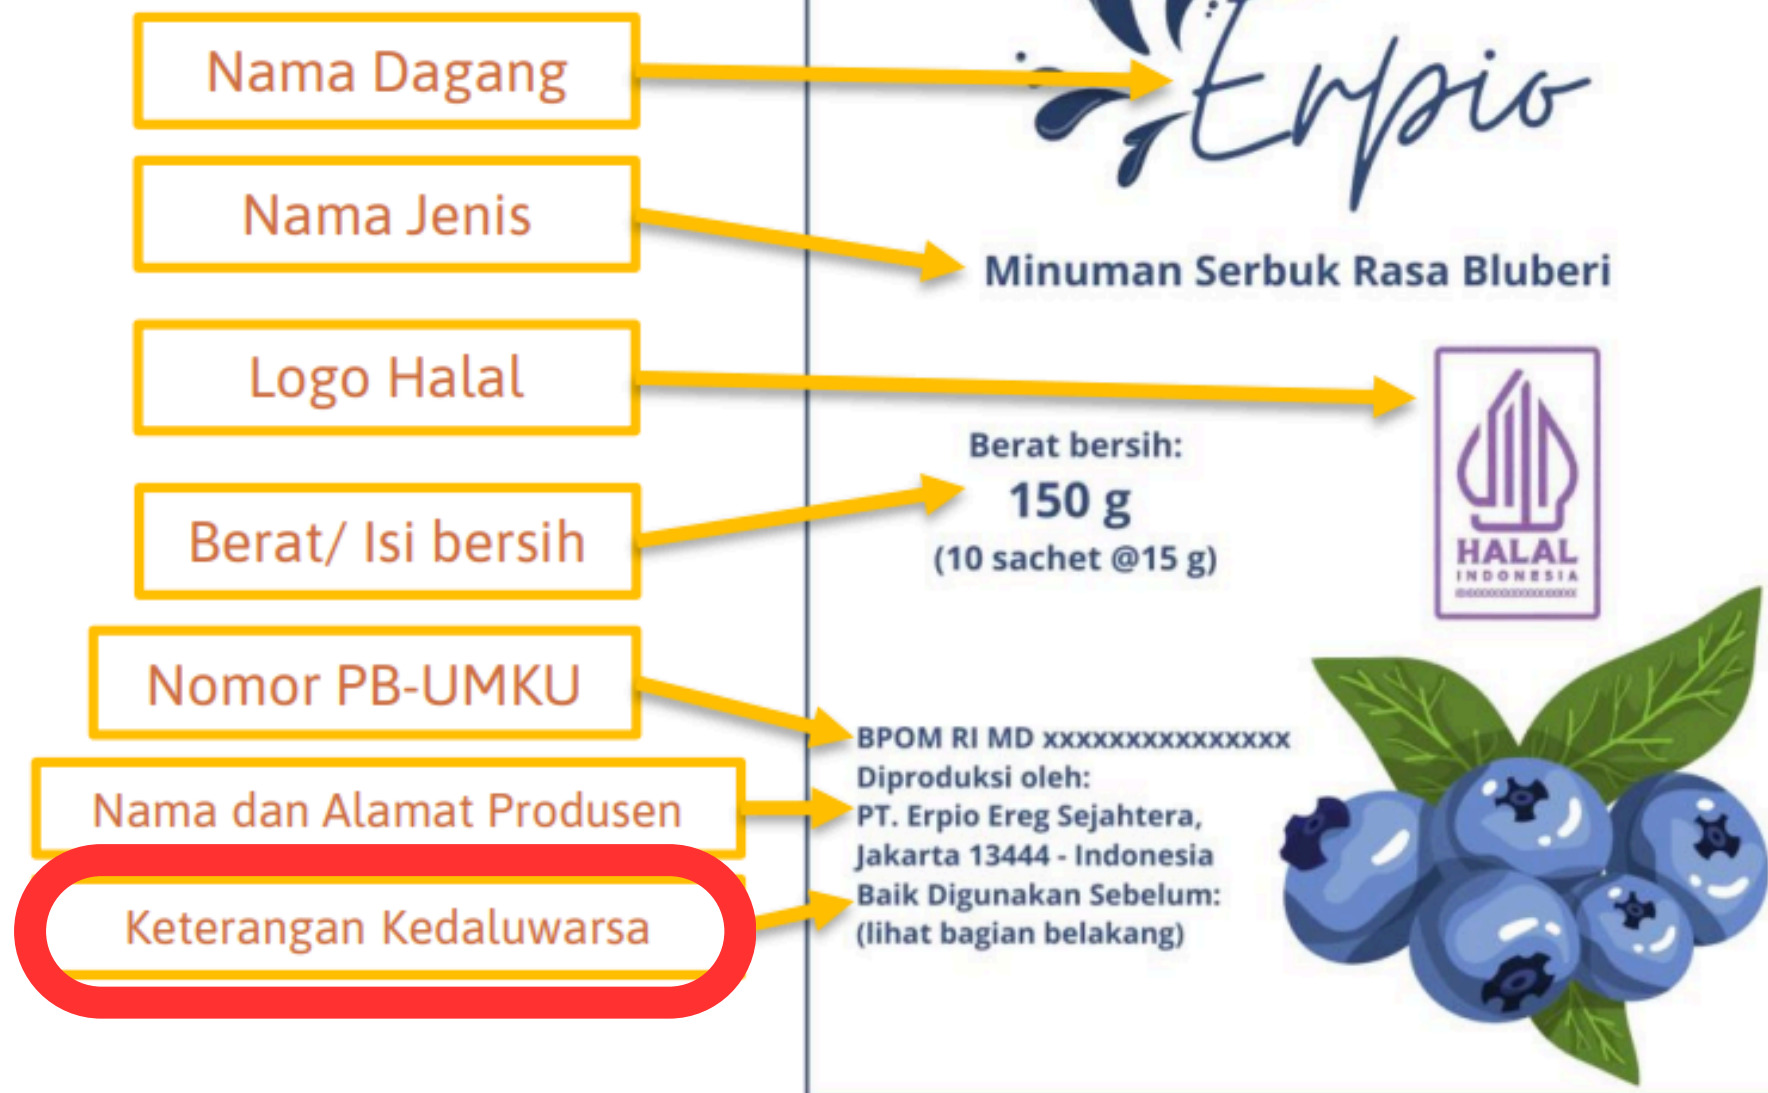 Nama Dagang
Nama Jenis
Logo Halal
Berat/ Isi bersih
Nomor PB-UMKU
Nama dan Alamat Produsen
Keterangan Kedaluwarsa
Erpio
Minuman Serbuk Rasa Bluberi
Berat bersih:
150 g
(10 sachet @15 g)
HALAL
INDONESIA
BPOM RI MD xxxxxxxxxxxxxxx
Diproduksi oleh:
PT. Erpio Ereg Sejahtera,
Jakarta 13444 - Indonesia
Baik Digunakan Sebelum:
(lihat bagian belakang)